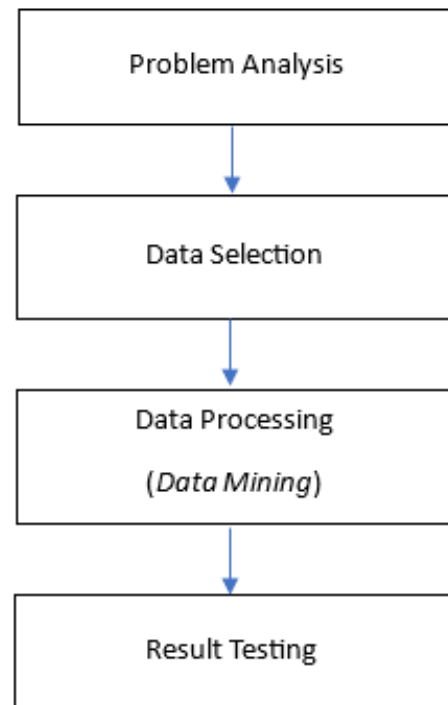 Problem Analysis
Data Selection
Data Processing
(Data Mining)
Result Testing